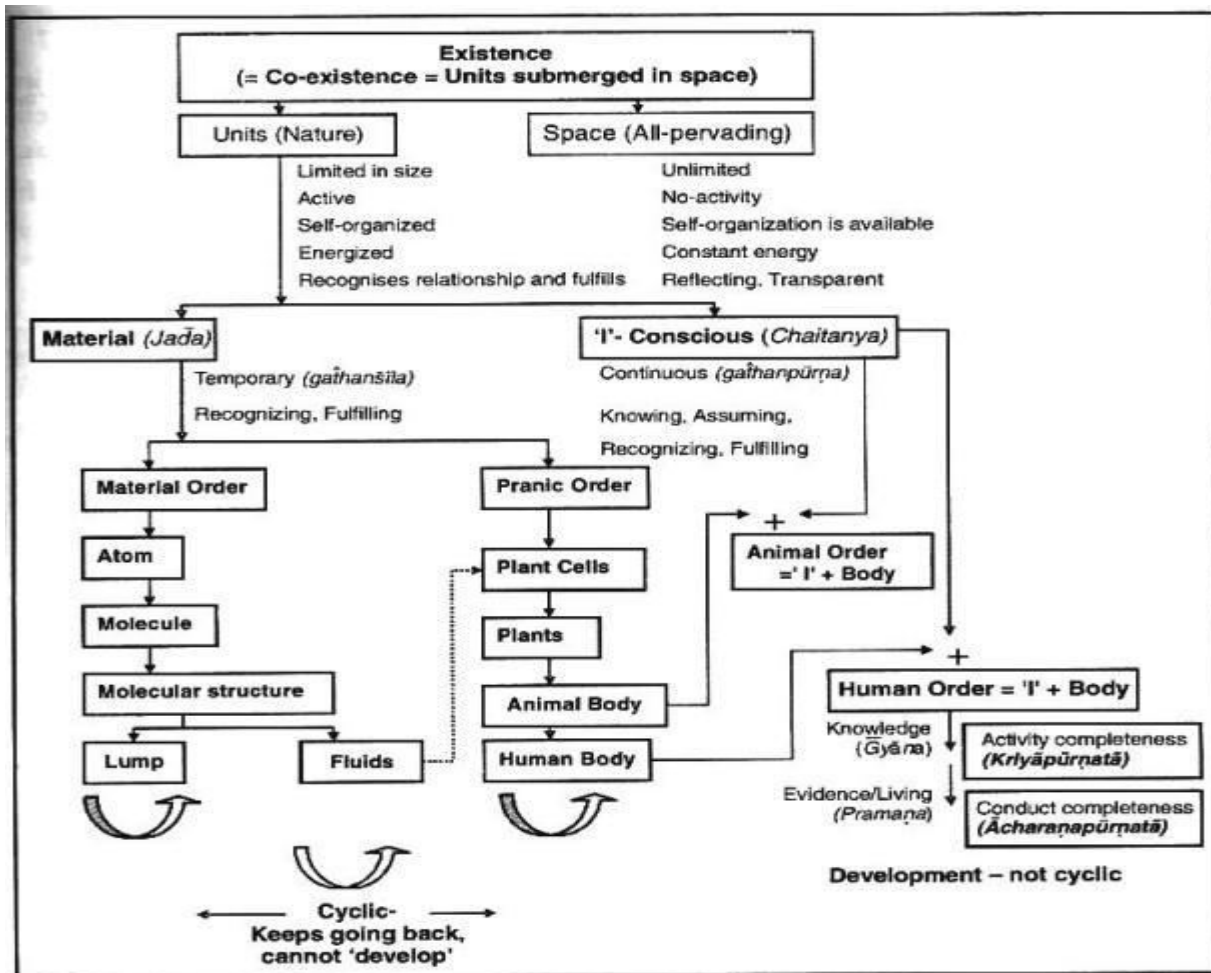 Existence
(= Co-existence = Units submerged in space)
Units (Nature)
Space (All-pervading)
Limited in size
Active
Self-organized
Energized
Recognises relationship and fulfills
Unlimited
No-activity
Self-organization is available
Constant energy
Reflecting, Transparent
Material (Jaḍa)
'I'- Conscious (Chaitanya)
Temporary (gaṭhanśīla)
Recognizing, Fulfilling
Continuous (gaṭhanpūrṇa)
Knowing, Assuming,
Recognizing, Fulfilling
Material Order
Atom
Molecule
Molecular structure
Lump
Fluids
Pranic Order
Plant Cells
Plants
Animal Body
Human Body
+
Animal Order
=' I' + Body
+
Human Order = 'I' + Body
Knowledge
(Gyāna)
Activity completeness
(Kriyāpūrṇatā)
Evidence/Living
(Pramaṇa)
Conduct completeness
(Ācharaṇapūrṇatā)
Development – not cyclic
Cyclic-
Keeps going back,
cannot 'develop'